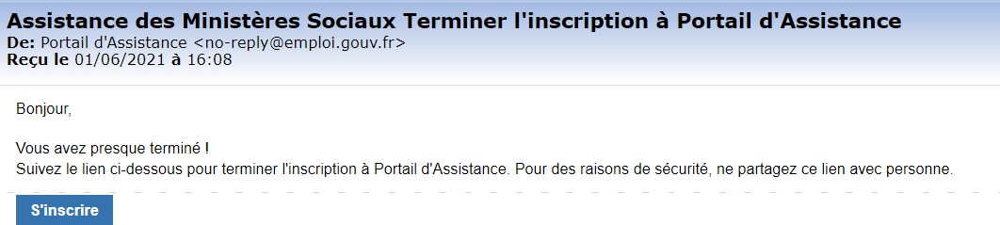 Assistance des Ministères Sociaux Terminer l'inscription à Portail d'Assistance
De: Portail d'Assistance <no-reply@emploi.gouv.fr>
Reçu le 01/06/2021 à 16:08
Bonjour,
Vous avez presque terminé !
Suivez le lien ci-dessous pour terminer l'inscription à Portail d'Assistance. Pour des raisons de sécurité, ne partagez ce lien avec personne.
S'inscrire